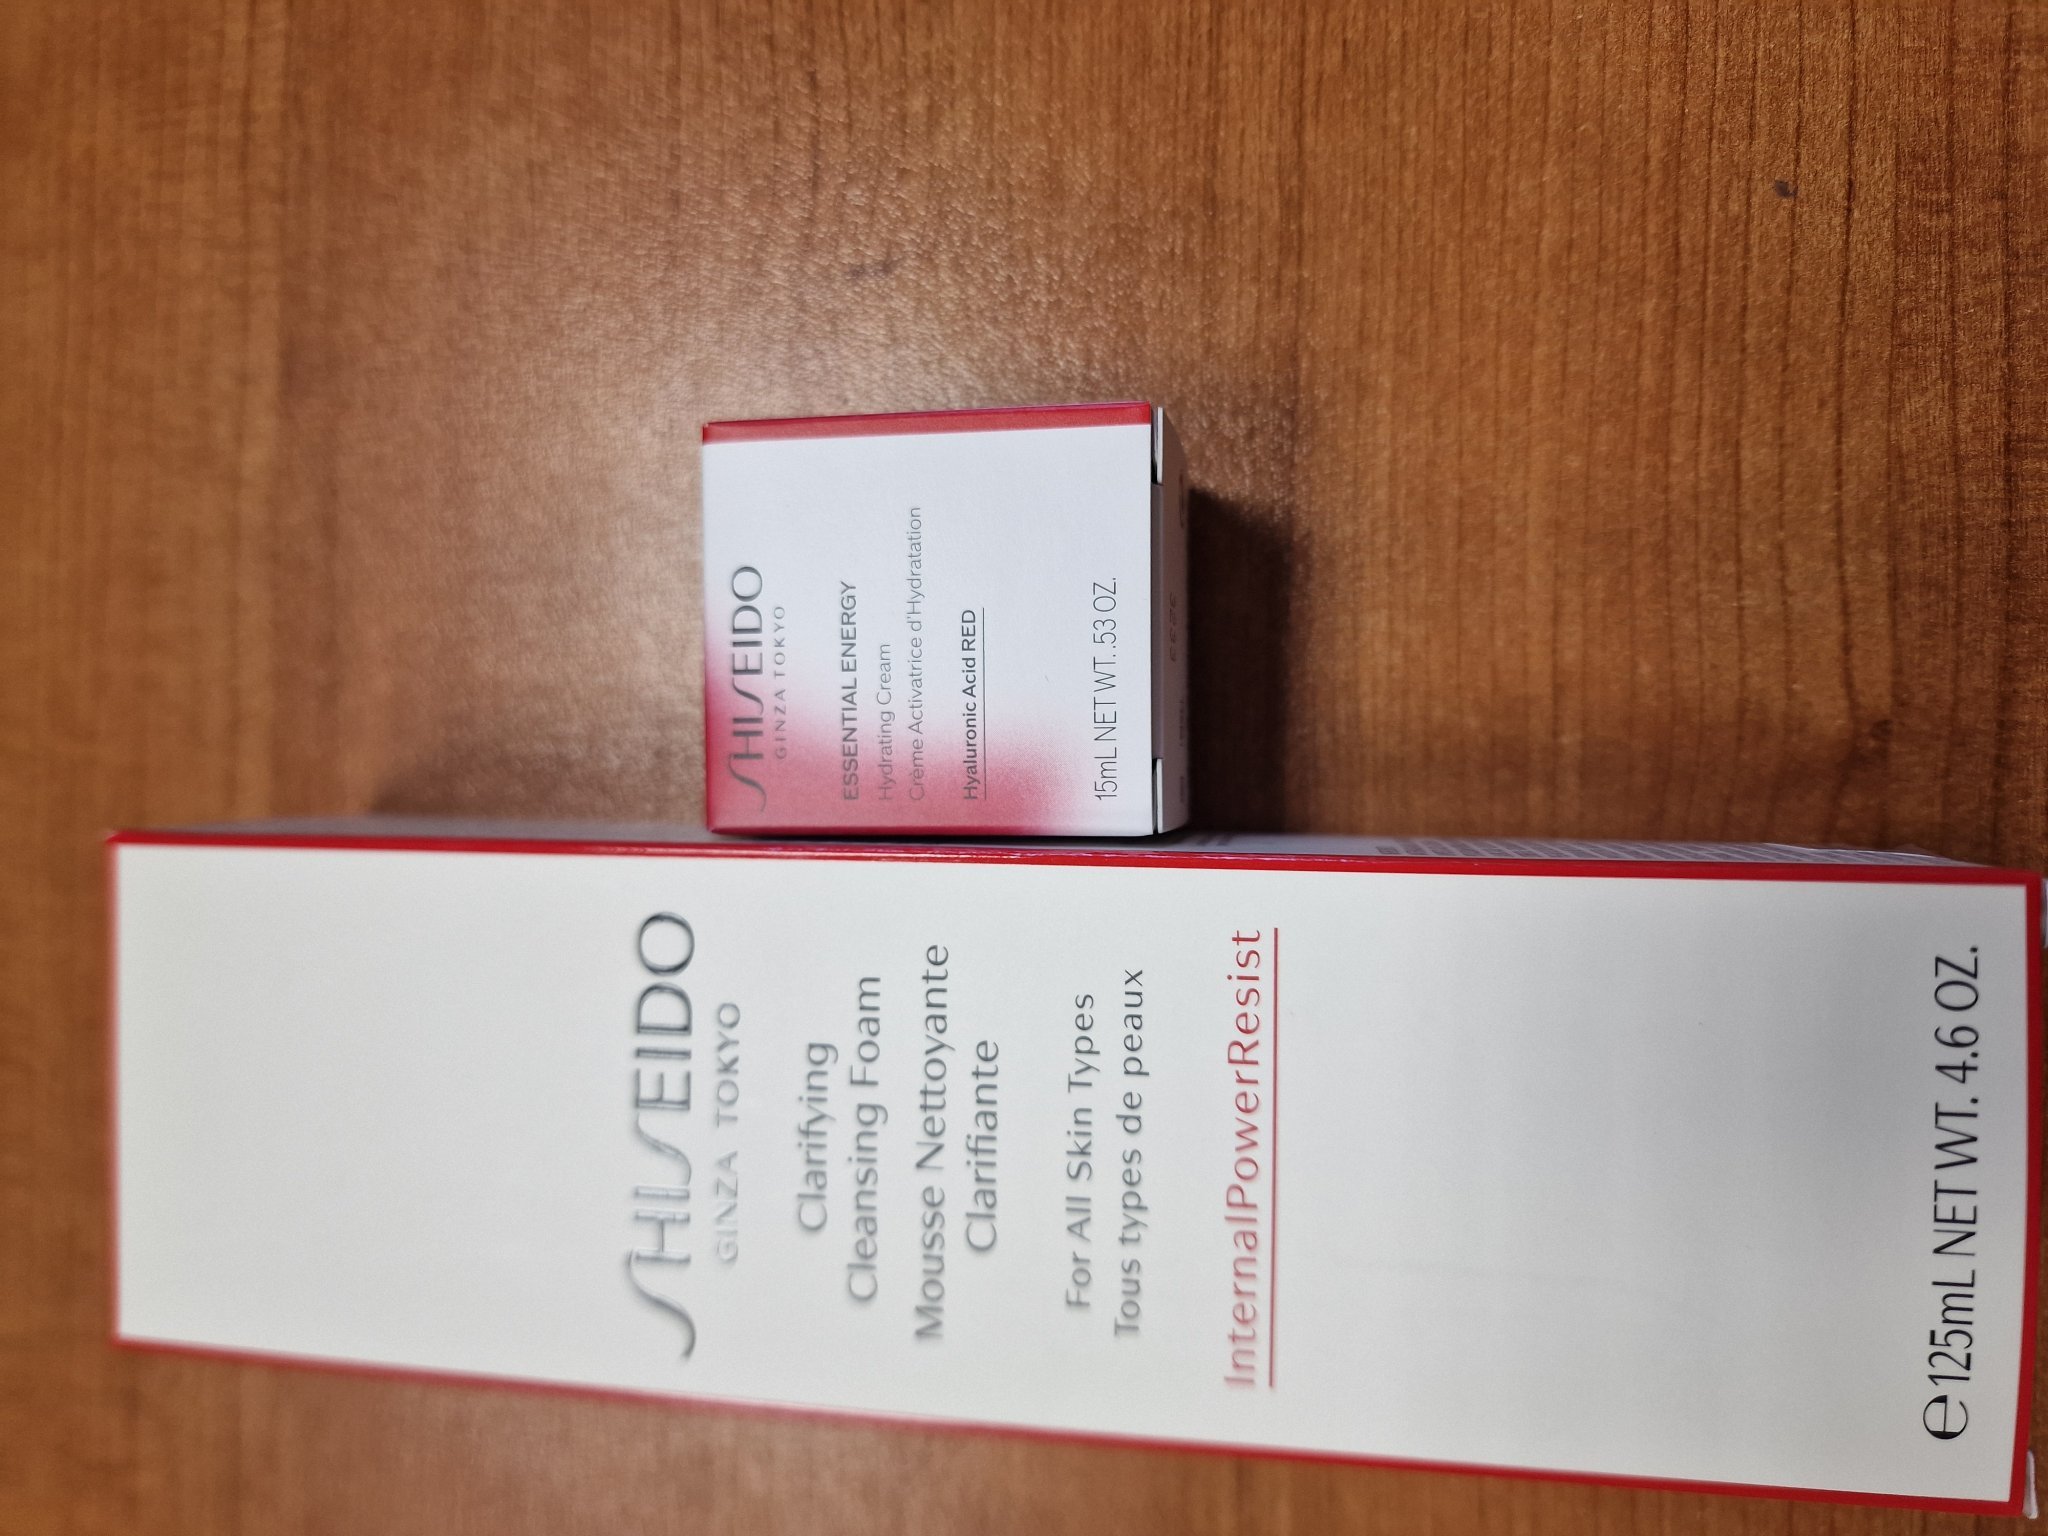 SHISEIDO
GINZA TOKYO
Clarifying
Cleansing Foam
Mousse Nettoyante
Clarifiante
For All Skin Types
Tous types de peaux
InternalPowerResist
℮125mL NET WT. 4.6 OZ.
SHISEIDO
GINZA TOKYO
ESSENTIAL ENERGY
Hydrating Cream
Crème Activatrice d'Hydratation
Hyaluronic Acid RED
15mL NET WT. .53 OZ.